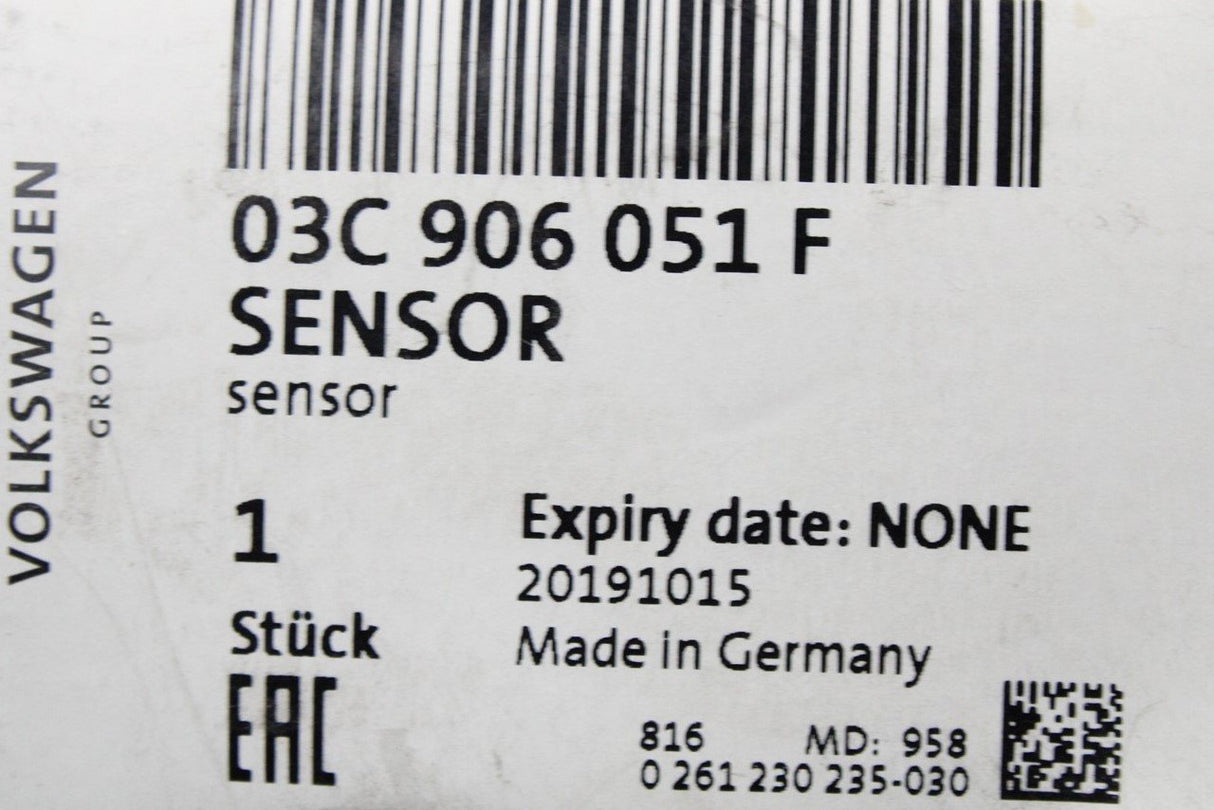 VOLKSWAGEN
GROUP
03C 906 051 F
SENSOR
sensor
1
Stück
EAC
Expiry date: NONE
20191015
Made in Germany
816 MD: 958
0 261 230 235-030